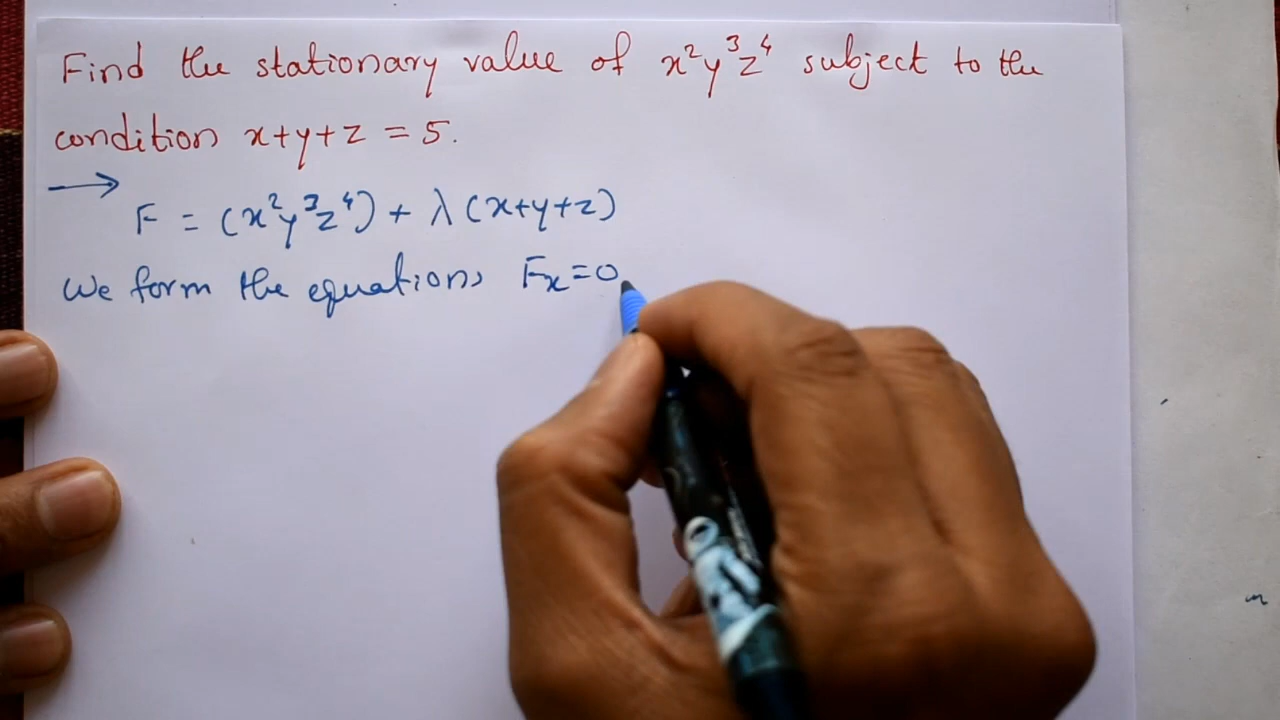 Find the stationary value of x²y³z⁴ subject to the
condition x+y+z = 5.
→ F = (x²y³z⁴) + λ (x+y+z)
We form the equations Fx=0,